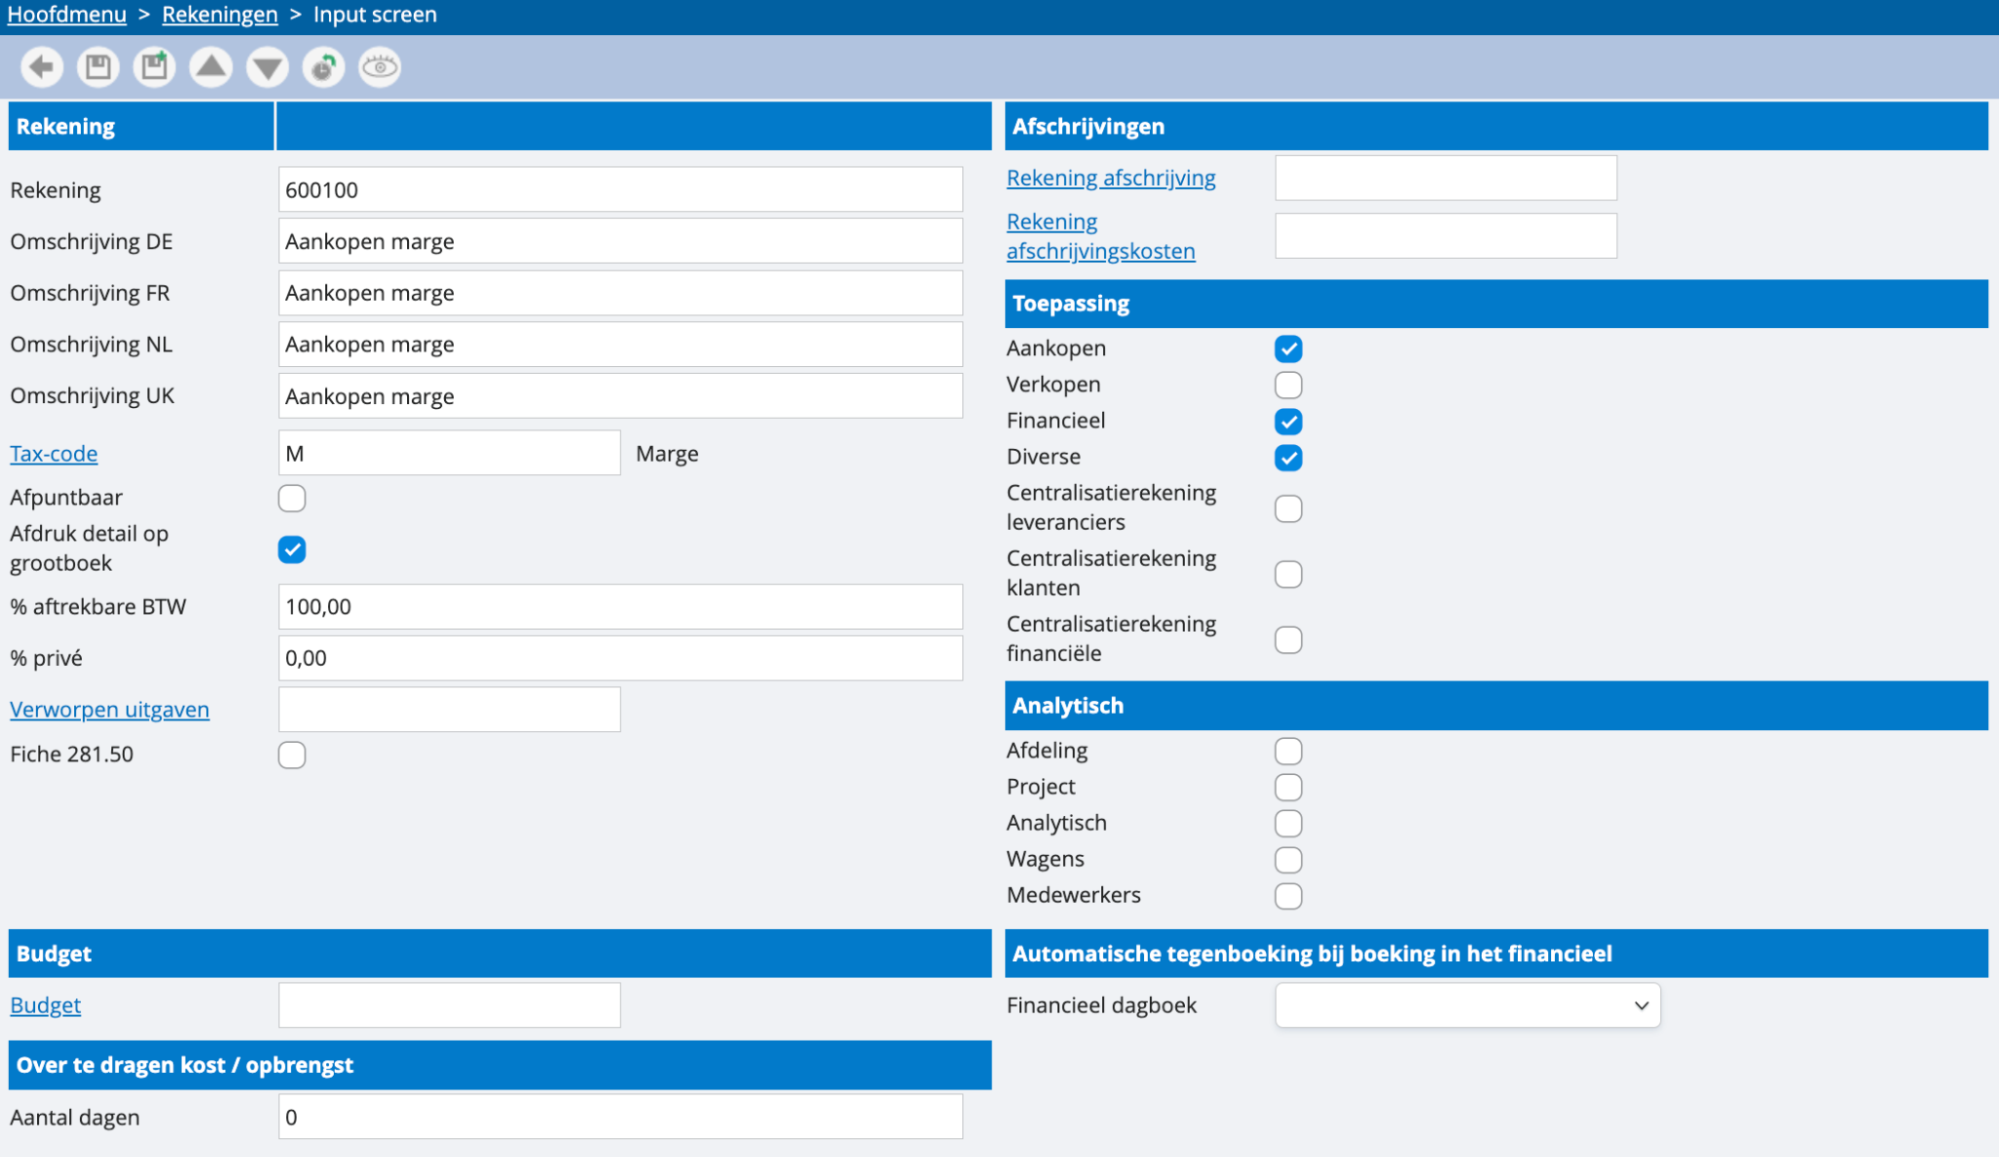 Hoofdmenu > Rekeningen > Input screen
Rekening
Rekening 600100
Omschrijving DE Aankopen marge
Omschrijving FR Aankopen marge
Omschrijving NL Aankopen marge
Omschrijving UK Aankopen marge
Tax-code M Marge
Afpuntbaar
Afdruk detail op
grootboek
% aftrekbare BTW 100,00
% privé 0,00
Verworpen uitgaven
Fiche 281.50
Budget
Budget
Over te dragen kost / opbrengst
Aantal dagen 0
Afschrijvingen
Rekening afschrijving
Rekening
afschrijvingskosten
Toepassing
Aankopen
Verkopen
Financieel
Diverse
Centralisatierekening
leveranciers
Centralisatierekening
klanten
Centralisatierekening
financiële
Analytisch
Afdeling
Project
Analytisch
Wagens
Medewerkers
Automatische tegenboeking bij boeking in het financieel
Financieel dagboek